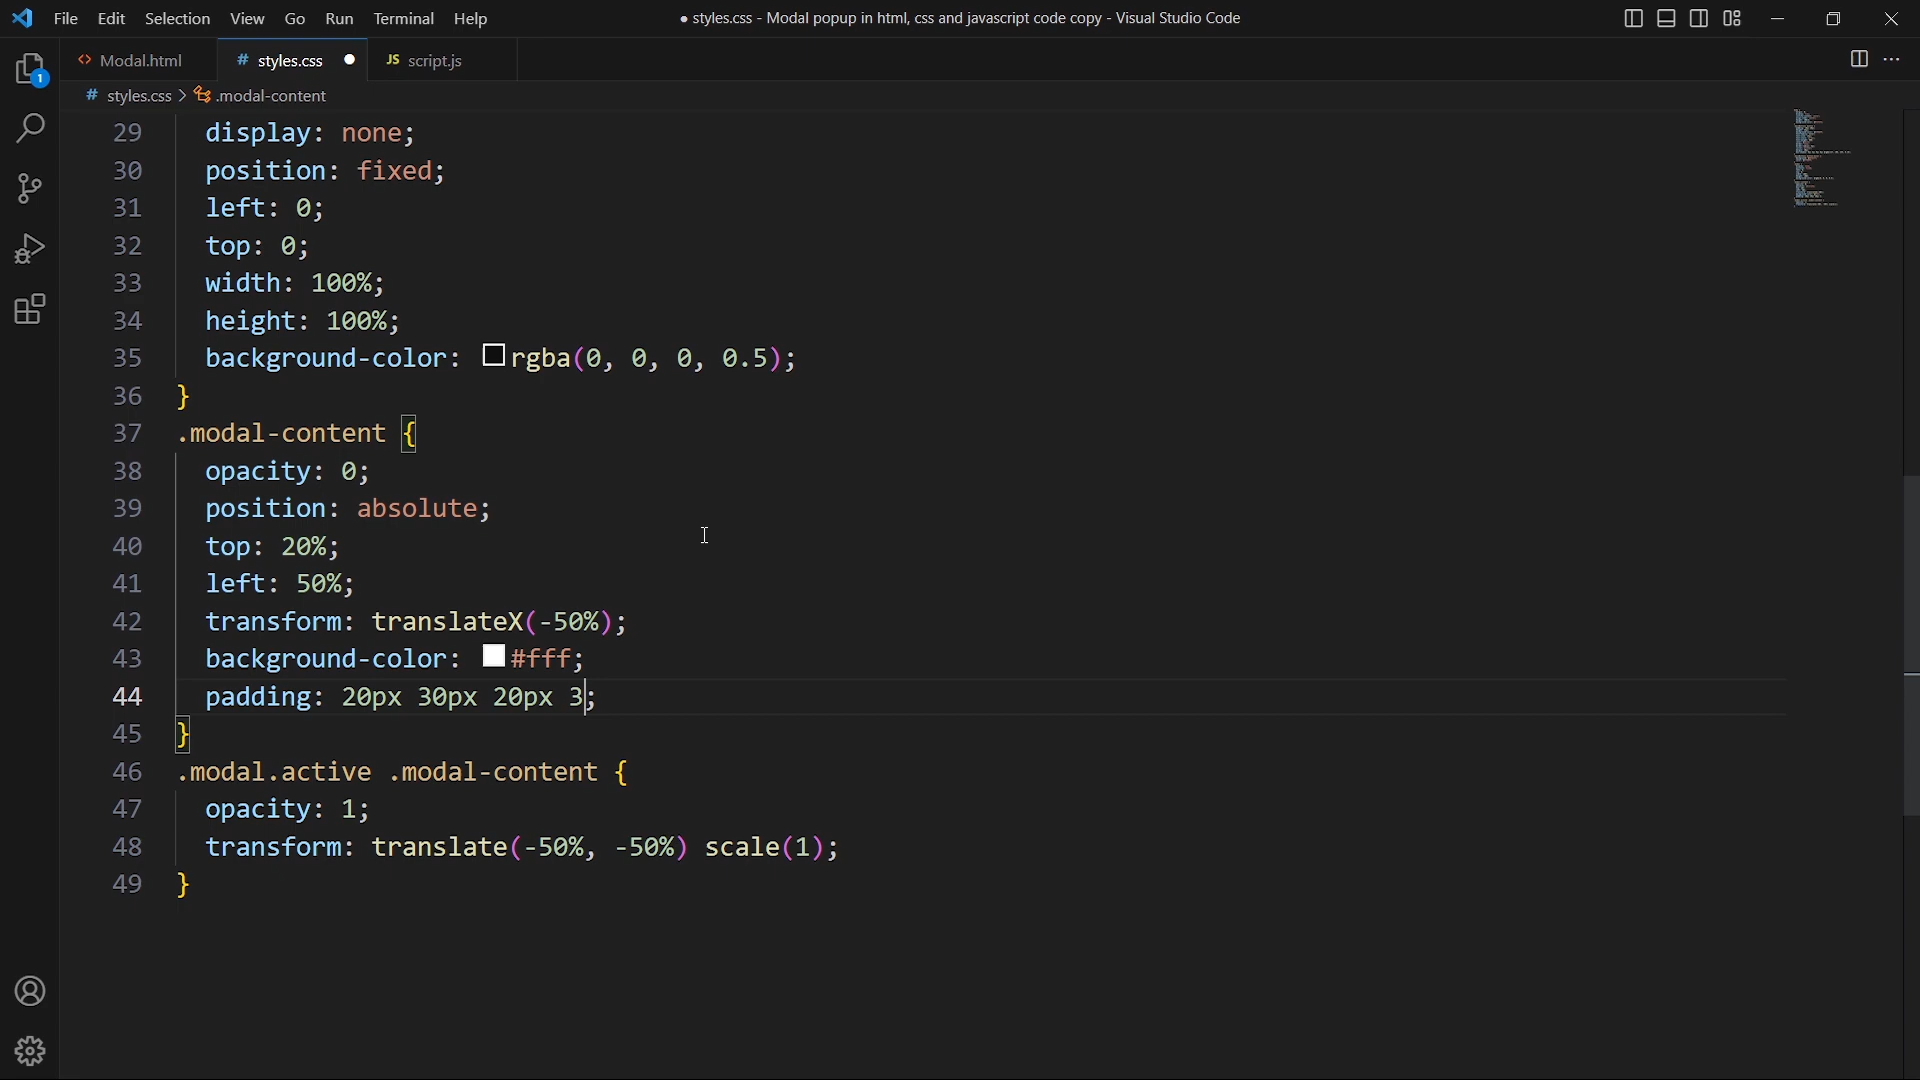 File Edit Selection View Go Run Terminal Help
● styles.css - Modal popup in html, css and javascript code copy - Visual Studio Code
<> Modal.html
# styles.css ●
JS script.js
# styles.css > .modal-content
1
29 display: none;
30 position: fixed;
31 left: 0;
32 top: 0;
33 width: 100%;
34 height: 100%;
35 background-color: rgba(0, 0, 0, 0.5);
36 }
37 .modal-content {
38 opacity: 0;
39 position: absolute;
40 top: 20%;
41 left: 50%;
42 transform: translateX(-50%);
43 background-color: #fff;
44 padding: 20px 30px 20px 3;
45 }
46 .modal.active .modal-content {
47 opacity: 1;
48 transform: translate(-50%, -50%) scale(1);
49 }